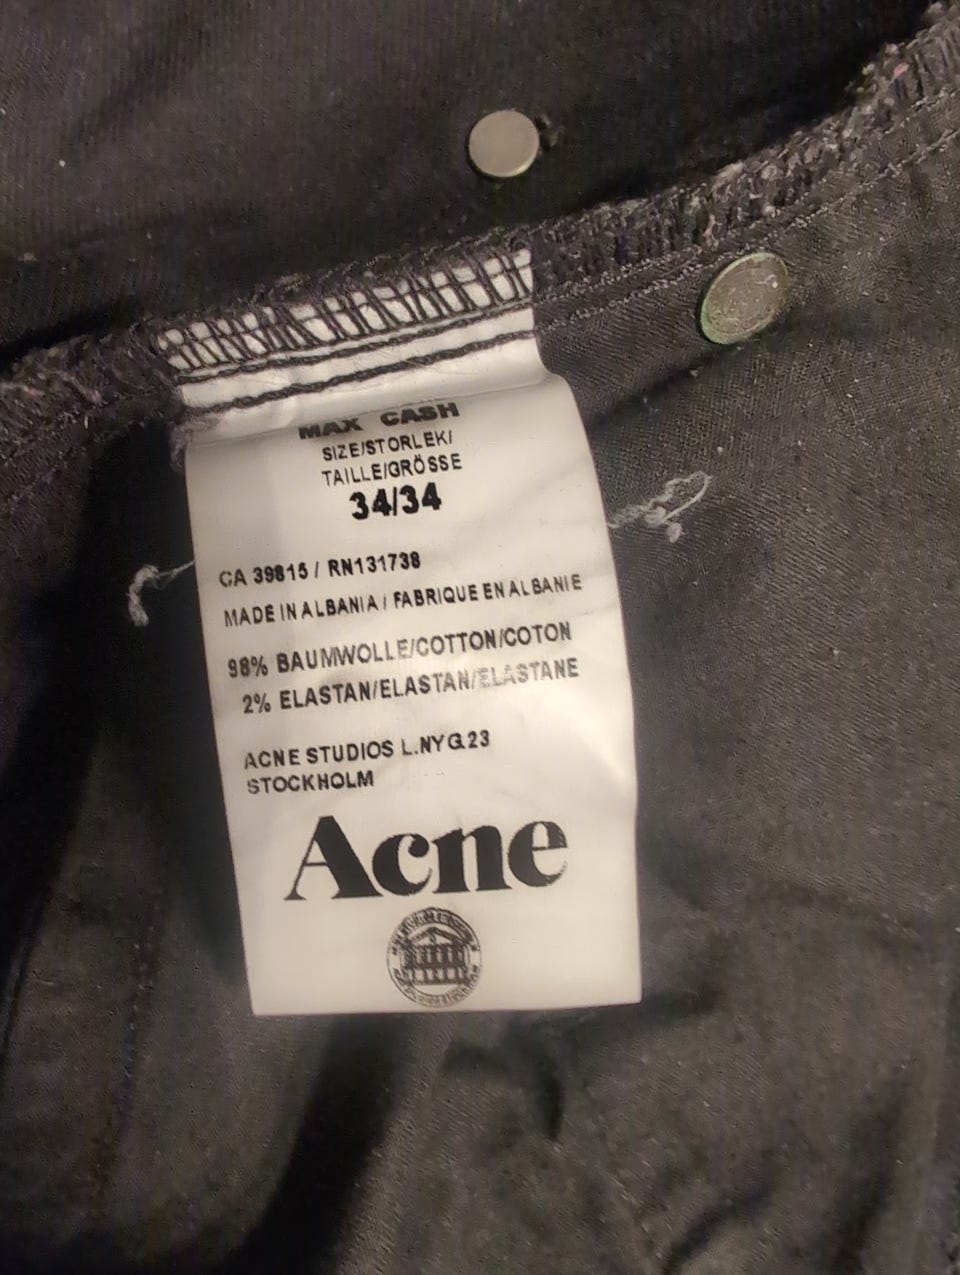 MAX CASH
SIZE/STORLEK/
TAILLE/GRÖSSE
34/34
CA 39815 / RN131738
MADE IN ALBANIA / FABRIQUE EN ALBANIE
98% BAUMWOLLE/COTTON/COTON
2% ELASTAN/ELASTAN/ELASTANE
ACNE STUDIOS L.NYG.23
STOCKHOLM
Acne